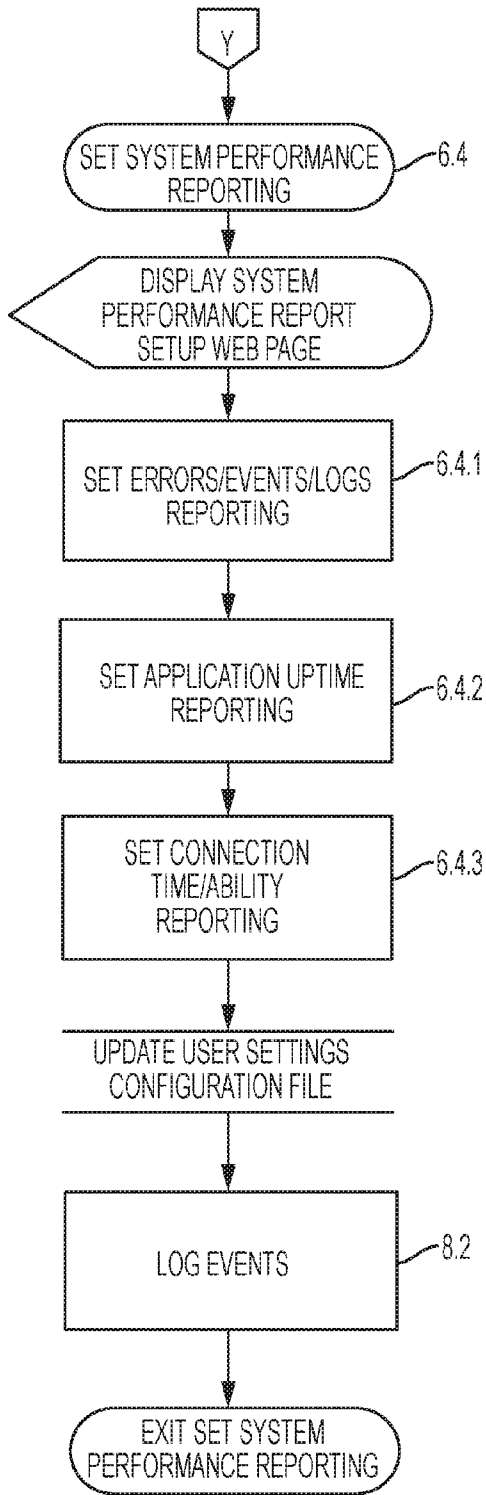 Y
SET SYSTEM PERFORMANCE
REPORTING
6.4
DISPLAY SYSTEM
PERFORMANCE REPORT
SETUP WEB PAGE
SET ERRORS/EVENTS/LOGS
REPORTING
6.4.1
SET APPLICATION UPTIME
REPORTING
6.4.2
SET CONNECTION
TIME/ABILITY
REPORTING
6.4.3
UPDATE USER SETTINGS
CONFIGURATION FILE
LOG EVENTS
8.2
EXIT SET SYSTEM
PERFORMANCE REPORTING